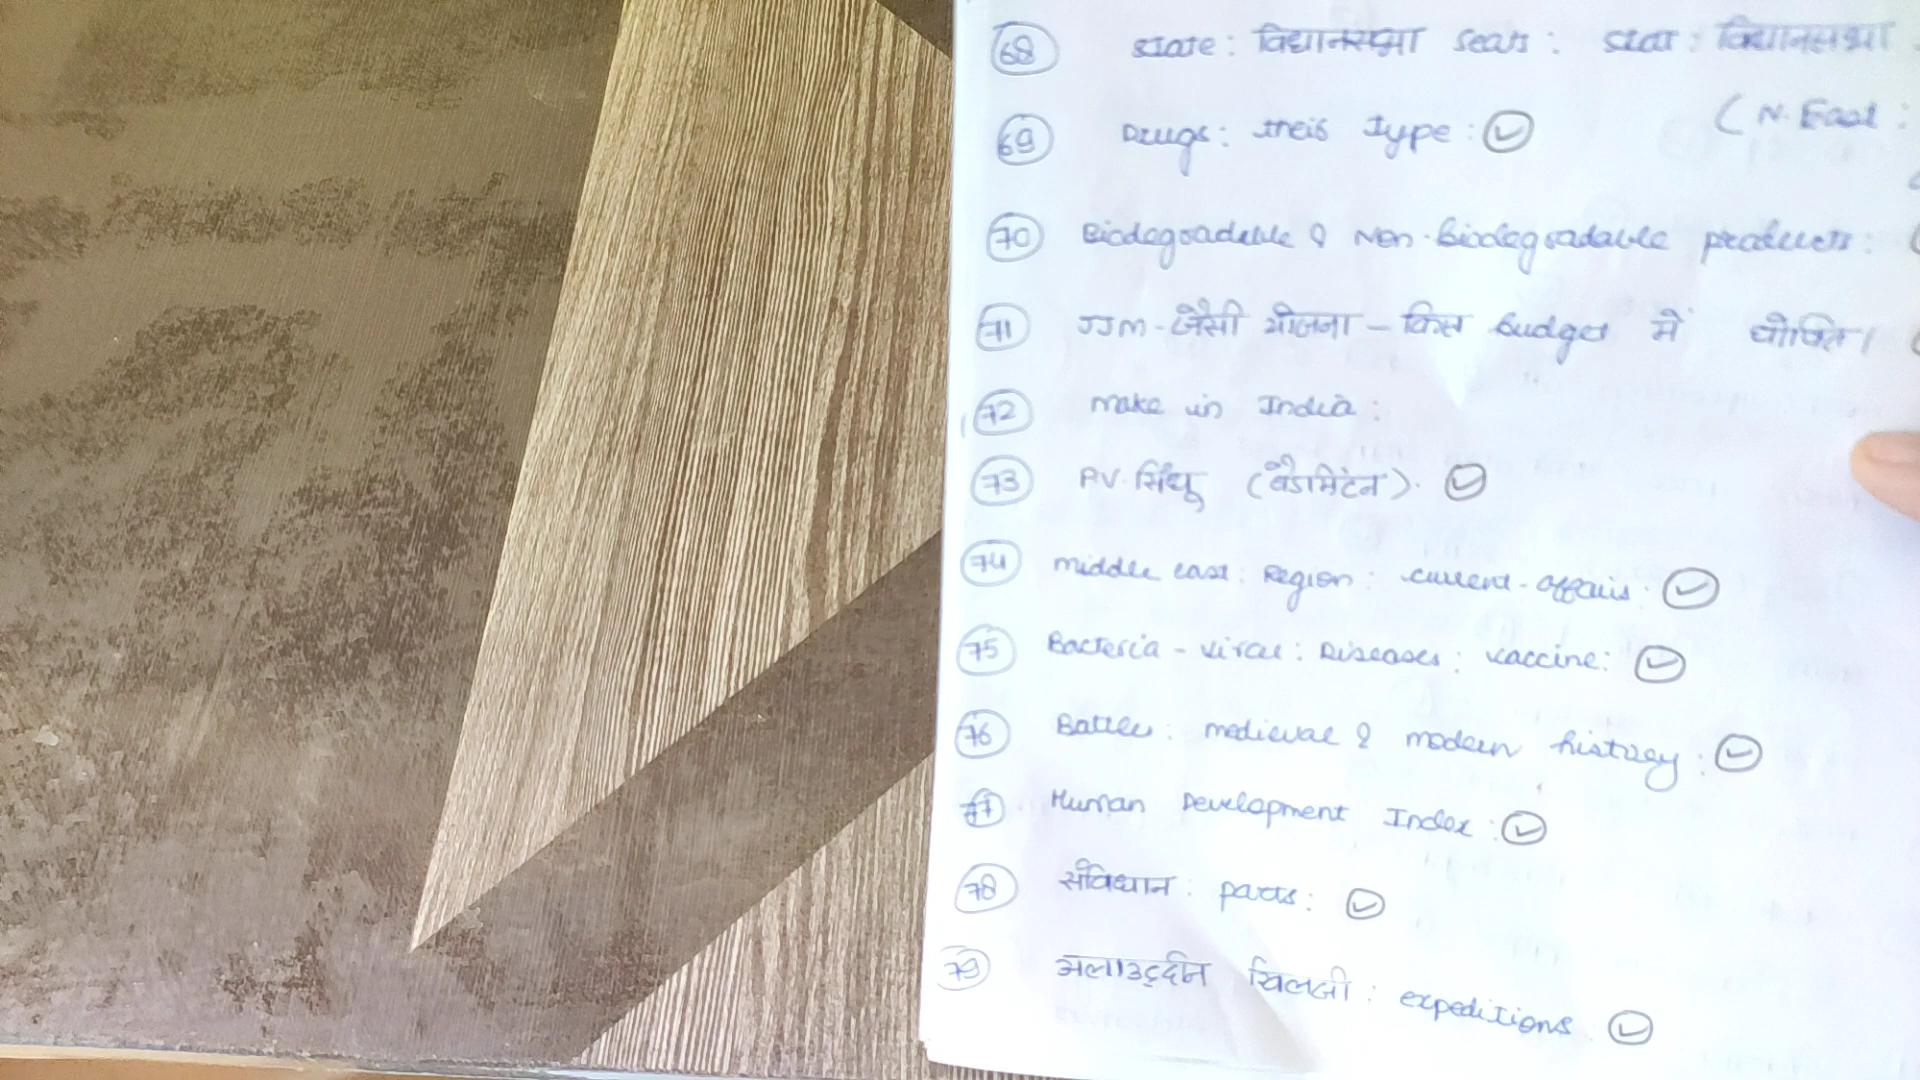 68 state: विधानसभा seats: stat: विधानसभा
(N. East:
69 Drugs: their Type:
70 Biodegradable & Non-Biodegradable products:
71 JJM-जैसी योजना - किस Budget में घोषित।
72 make in India:
73 P.V. सिंधू (बैडमिंटन).
74 middle east: Region: current-affairs:
75 Bacteria - viral: Diseases: vaccine:
76 Battles: medieval & modern history:
77 Human Development Index:
78 संविधान: parts:
79 अलाउद्दीन खिलजी: expeditions